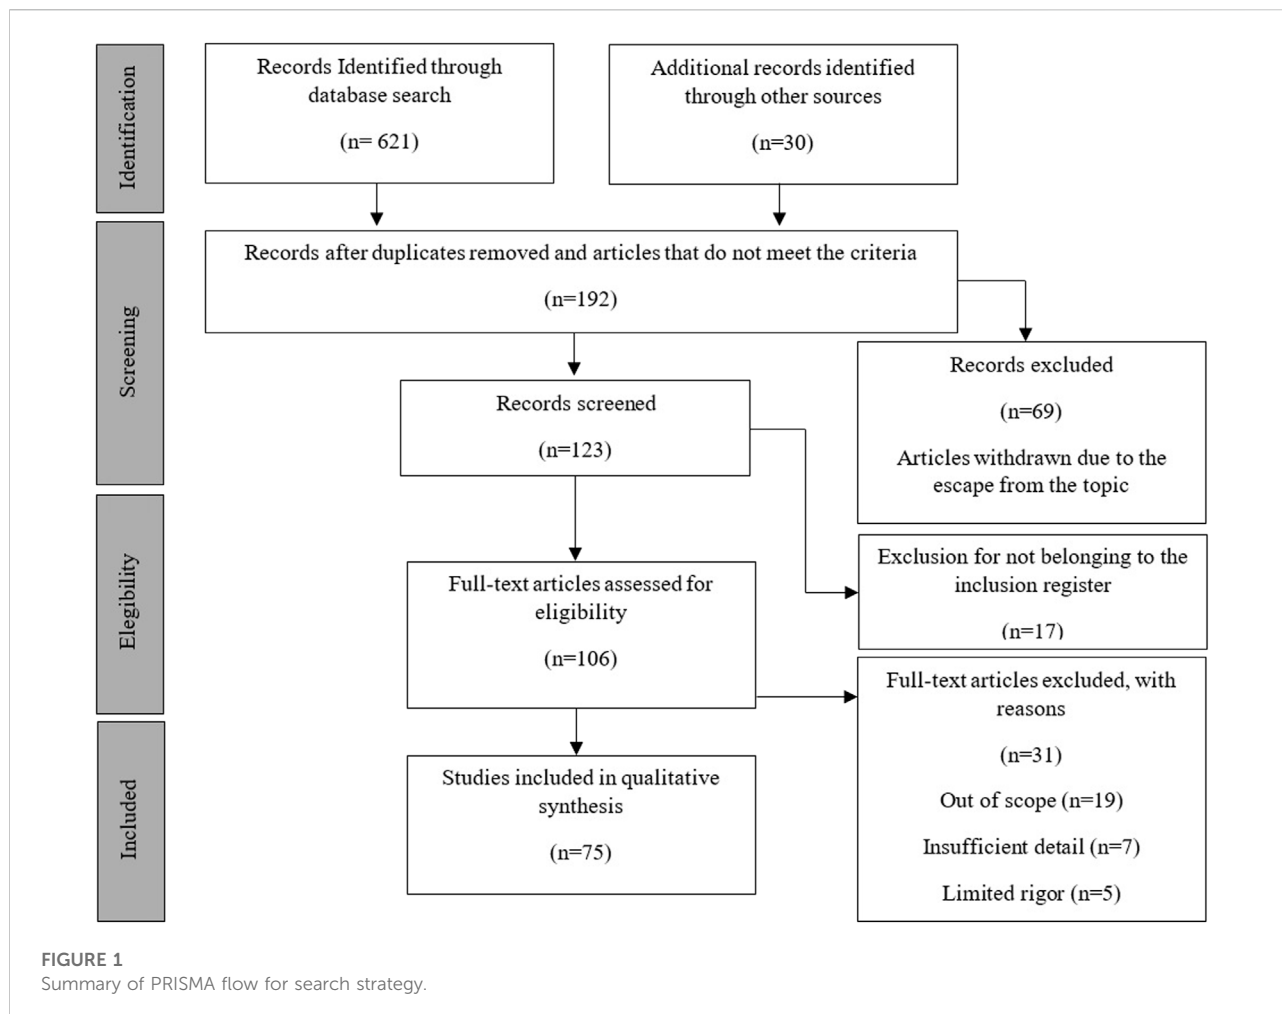 Identification
Records Identified through
database search
(n= 621)
Additional records identified
through other sources
(n=30)
Screening
Records after duplicates removed and articles that do not meet the criteria
(n=192)
Records excluded
(n=69)
Articles withdrawn due to the
escape from the topic
Records screened
(n=123)
Elegibility
Exclusion for not belonging to the
inclusion register
(n=17)
Full-text articles assessed for
eligibility
(n=106)
Full-text articles excluded, with
reasons
(n=31)
Out of scope (n=19)
Insufficient detail (n=7)
Limited rigor (n=5)
Included
Studies included in qualitative
synthesis
(n=75)
FIGURE 1
Summary of PRISMA flow for search strategy.